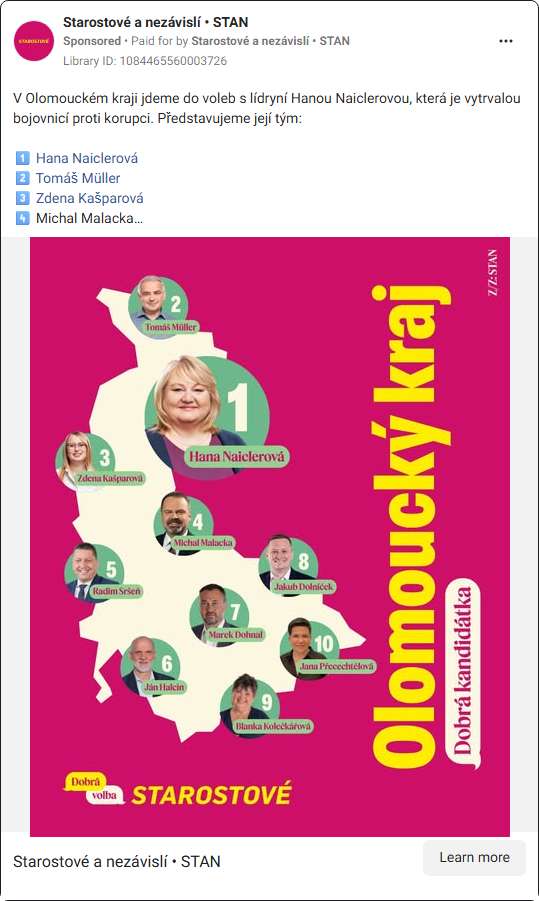 Starostové a nezávislí • STAN
Sponsored • Paid for by Starostové a nezávislí • STAN
Library ID: 1084465560003726
STAROSTOVÉ
V Olomouckém kraji jdeme do voleb s lídryní Hanou Naiclerovou, která je vytrvalou
bojovnicí proti korupci. Představujeme její tým:
1 Hana Naiclerová
2 Tomáš Müller
3 Zdena Kašparová
4 Michal Malacka…
Z/Z: STAN
2
Tomáš Müller
1
Hana Naiclerová
3
Zdena Kašparová
4
Michal Malacka
5
Radim Sršeň
8
Jakub Dolníček
7
Marek Dohnal
10
Jana Přecechtělová
6
Ján Halcin
9
Blanka Kolečkářová
Olomoucký kraj
Dobrá kandidátka
Dobrá
volba
STAROSTOVÉ
Starostové a nezávislí • STAN
Learn more